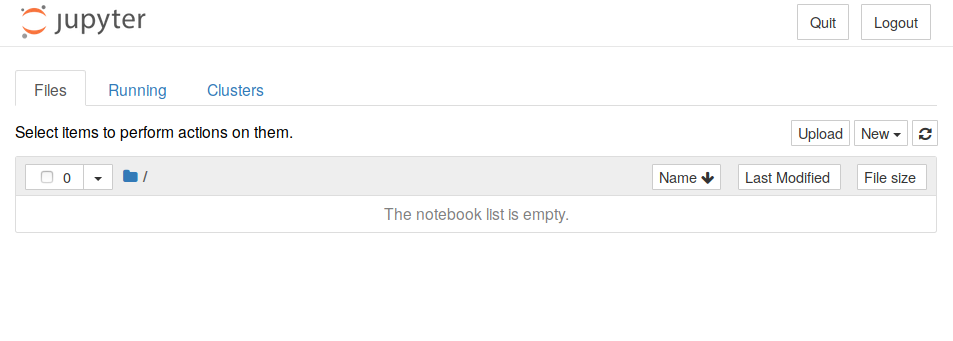 jupyter
Quit
Logout
Files
Running
Clusters
Select items to perform actions on them.
Upload
New
0
/
Name
Last Modified
File size
The notebook list is empty.